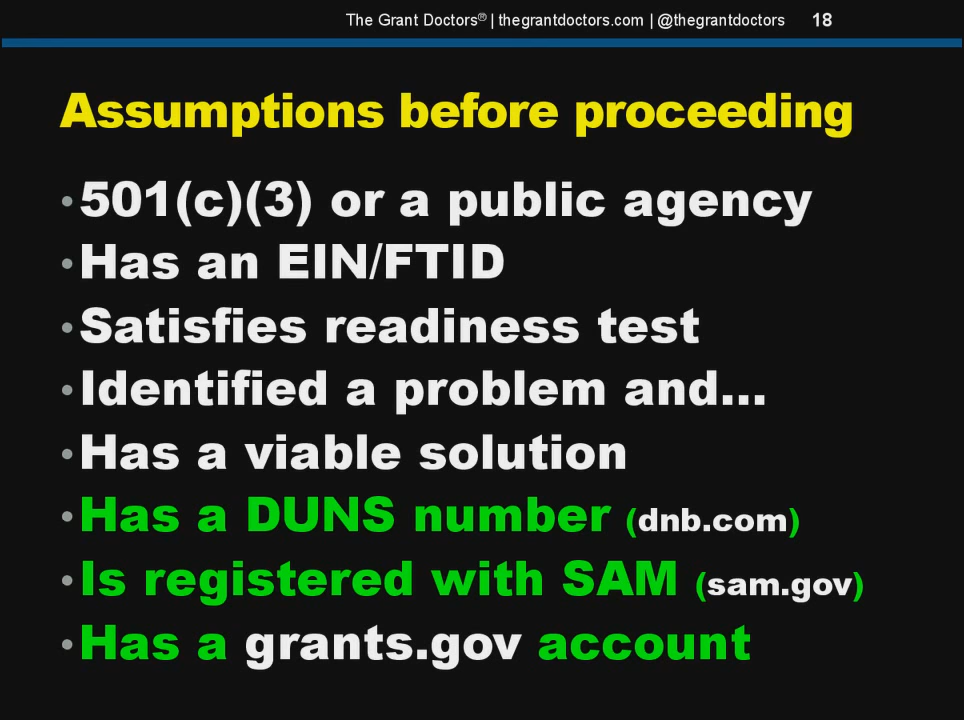 The Grant Doctors® | thegrantdoctors.com | @thegrantdoctors 18
Assumptions before proceeding
•501(c)(3) or a public agency
•Has an EIN/FTID
•Satisfies readiness test
•Identified a problem and…
•Has a viable solution
•Has a DUNS number (dnb.com)
•Is registered with SAM (sam.gov)
•Has a grants.gov account